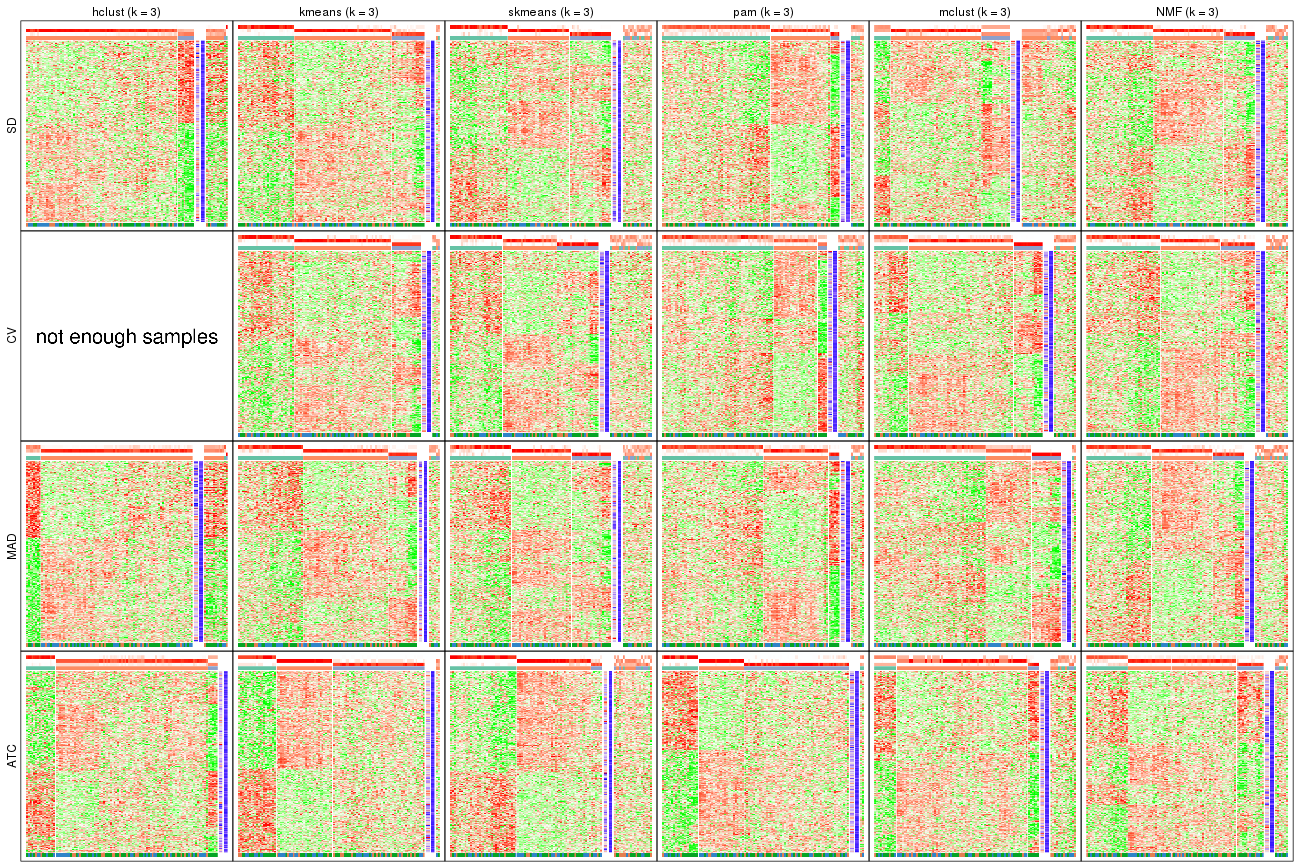 hclust (k = 3) kmeans (k = 3) skmeans (k = 3) pam (k = 3) mclust (k = 3) NMF (k = 3)
SD
CV
not enough samples
MAD
ATC